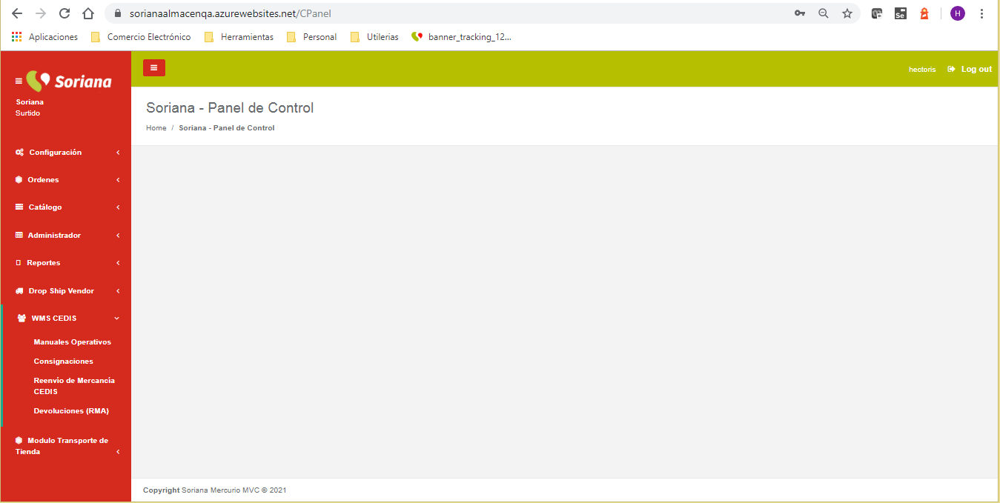 sorianaalmacenqa.azurewebsites.net/CPanel
Se
H
Aplicaciones
Comercio Electrónico
Herramientas
Personal
Utilerias
banner_tracking_12...
Soriana
Soriana
Surtido
hectoris
Log out
Soriana - Panel de Control
Home / Soriana - Panel de Control
Configuración
Ordenes
Catálogo
Administrador
Reportes
Drop Ship Vendor
WMS CEDIS
Manuales Operativos
Consignaciones
Reenvio de Mercancía
CEDIS
Devoluciones (RMA)
Modulo Transporte de
Tienda
Copyright Soriana Mercurio MVC © 2021